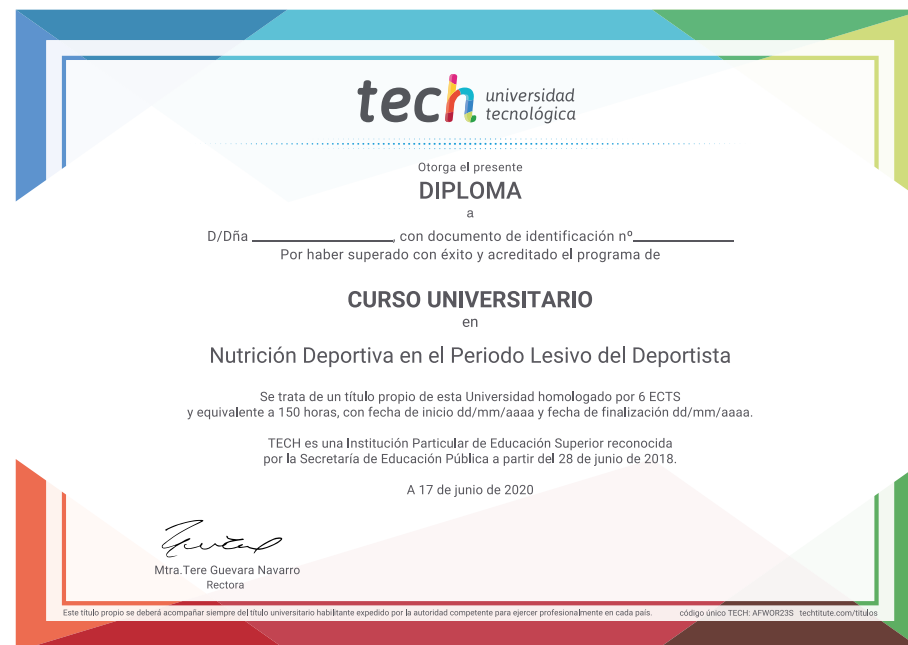 tech universidad
tecnológica
Otorga el presente
DIPLOMA
a
D/Dña ____________, con documento de identificación nº____________
Por haber superado con éxito y acreditado el programa de
CURSO UNIVERSITARIO
en
Nutrición Deportiva en el Periodo Lesivo del Deportista
Se trata de un título propio de esta Universidad homologado por 6 ECTS
y equivalente a 150 horas, con fecha de inicio dd/mm/aaaa y fecha de finalización dd/mm/aaaa.
TECH es una Institución Particular de Educación Superior reconocida
por la Secretaría de Educación Pública a partir del 28 de junio de 2018.
A 17 de junio de 2020
Mtra.Tere Guevara Navarro
Rectora
Este título propio se deberá acompañar siempre del título universitario habilitante expedido por la autoridad competente para ejercer profesionalmente en cada país. código único TECH: AFWOR23S techtitute.com/titulos